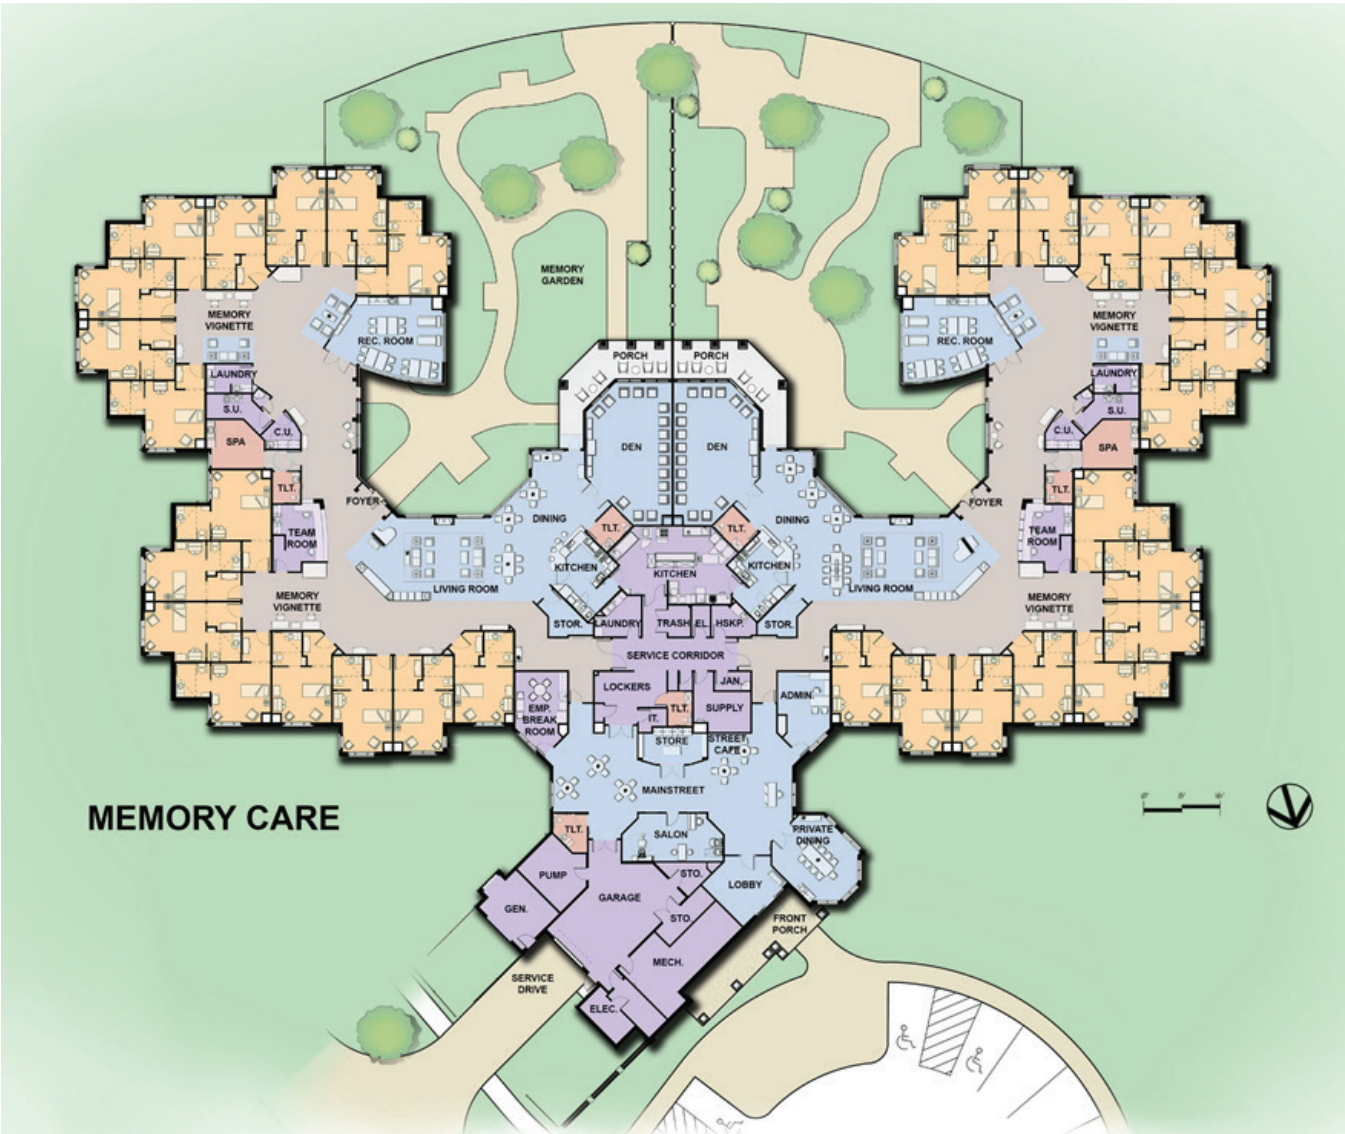 MEMORY
GARDEN
MEMORY
VIGNETTE
REC. ROOM
PORCH
PORCH
REC. ROOM
MEMORY
VIGNETTE
LAUNDRY
S.U.
C.U.
SPA
DEN
DEN
LAUNDRY
S.U.
C.U.
SPA
TLT.
FOYER
TEAM
ROOM
DINING
TLT.
TLT.
DINING
FOYER
TLT.
TEAM
ROOM
KITCHEN
KITCHEN
KITCHEN
LIVING ROOM
LIVING ROOM
MEMORY
VIGNETTE
MEMORY
VIGNETTE
STOR.
LAUNDRY
TRASH
EL.
HSKP.
STOR.
SERVICE CORRIDOR
LOCKERS
JAN.
ADMIN.
EMP.
BREAK
ROOM
IT.
TLT.
SUPPLY
STORE
STREET
CAFE
MAINSTREET
MEMORY CARE
TLT.
SALON
PRIVATE
DINING
PUMP
STO.
LOBBY
GARAGE
GEN.
STO.
FRONT
PORCH
MECH.
SERVICE
DRIVE
ELEC.